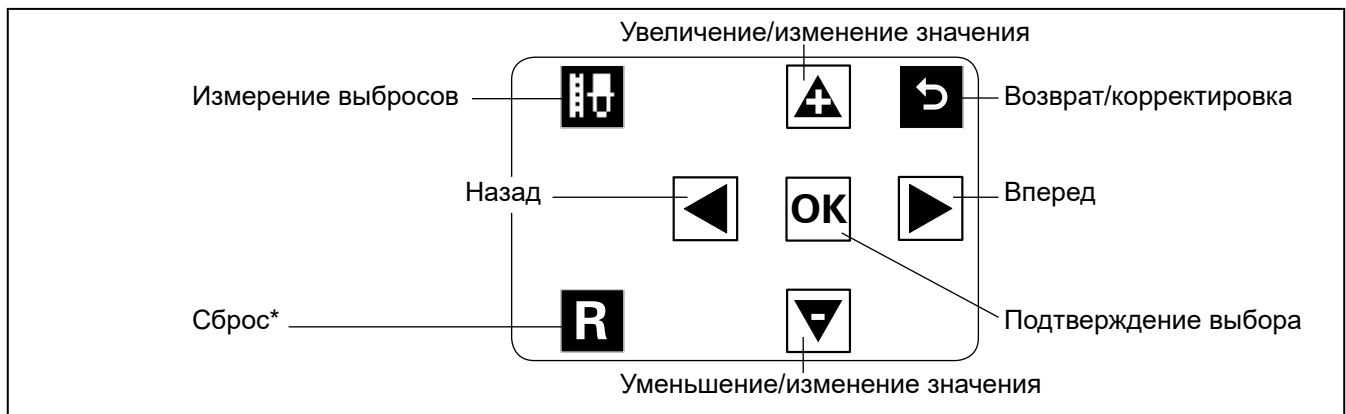 Увеличение/изменение значения
Измерение выбросов
+
Возврат/корректировка
Назад
OK
Вперед
Сброс*
R
-
Подтверждение выбора
Уменьшение/изменение значения